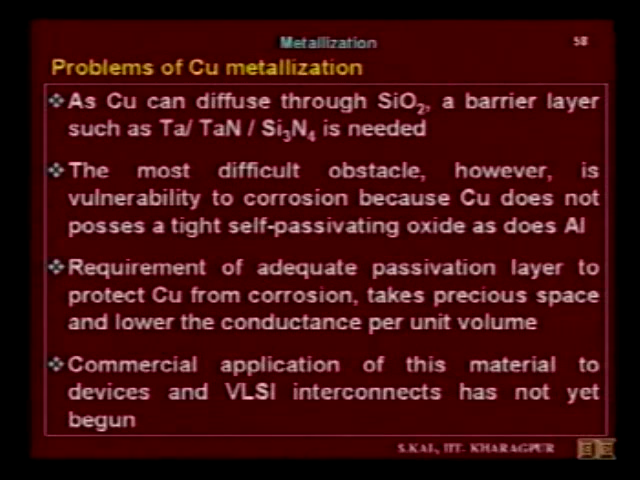 Metallization
58
Problems of Cu metallization
❖As Cu can diffuse through SiO₂, a barrier layer
such as Ta/ TaN / Si₃N₄ is needed
❖The most difficult obstacle, however, is
vulnerability to corrosion because Cu does not
posses a tight self-passivating oxide as does Al
❖Requirement of adequate passivation layer to
protect Cu from corrosion, takes precious space
and lower the conductance per unit volume
❖Commercial application of this material to
devices and VLSI interconnects has not yet
begun
S.KAL, IIT- KHARAGPUR